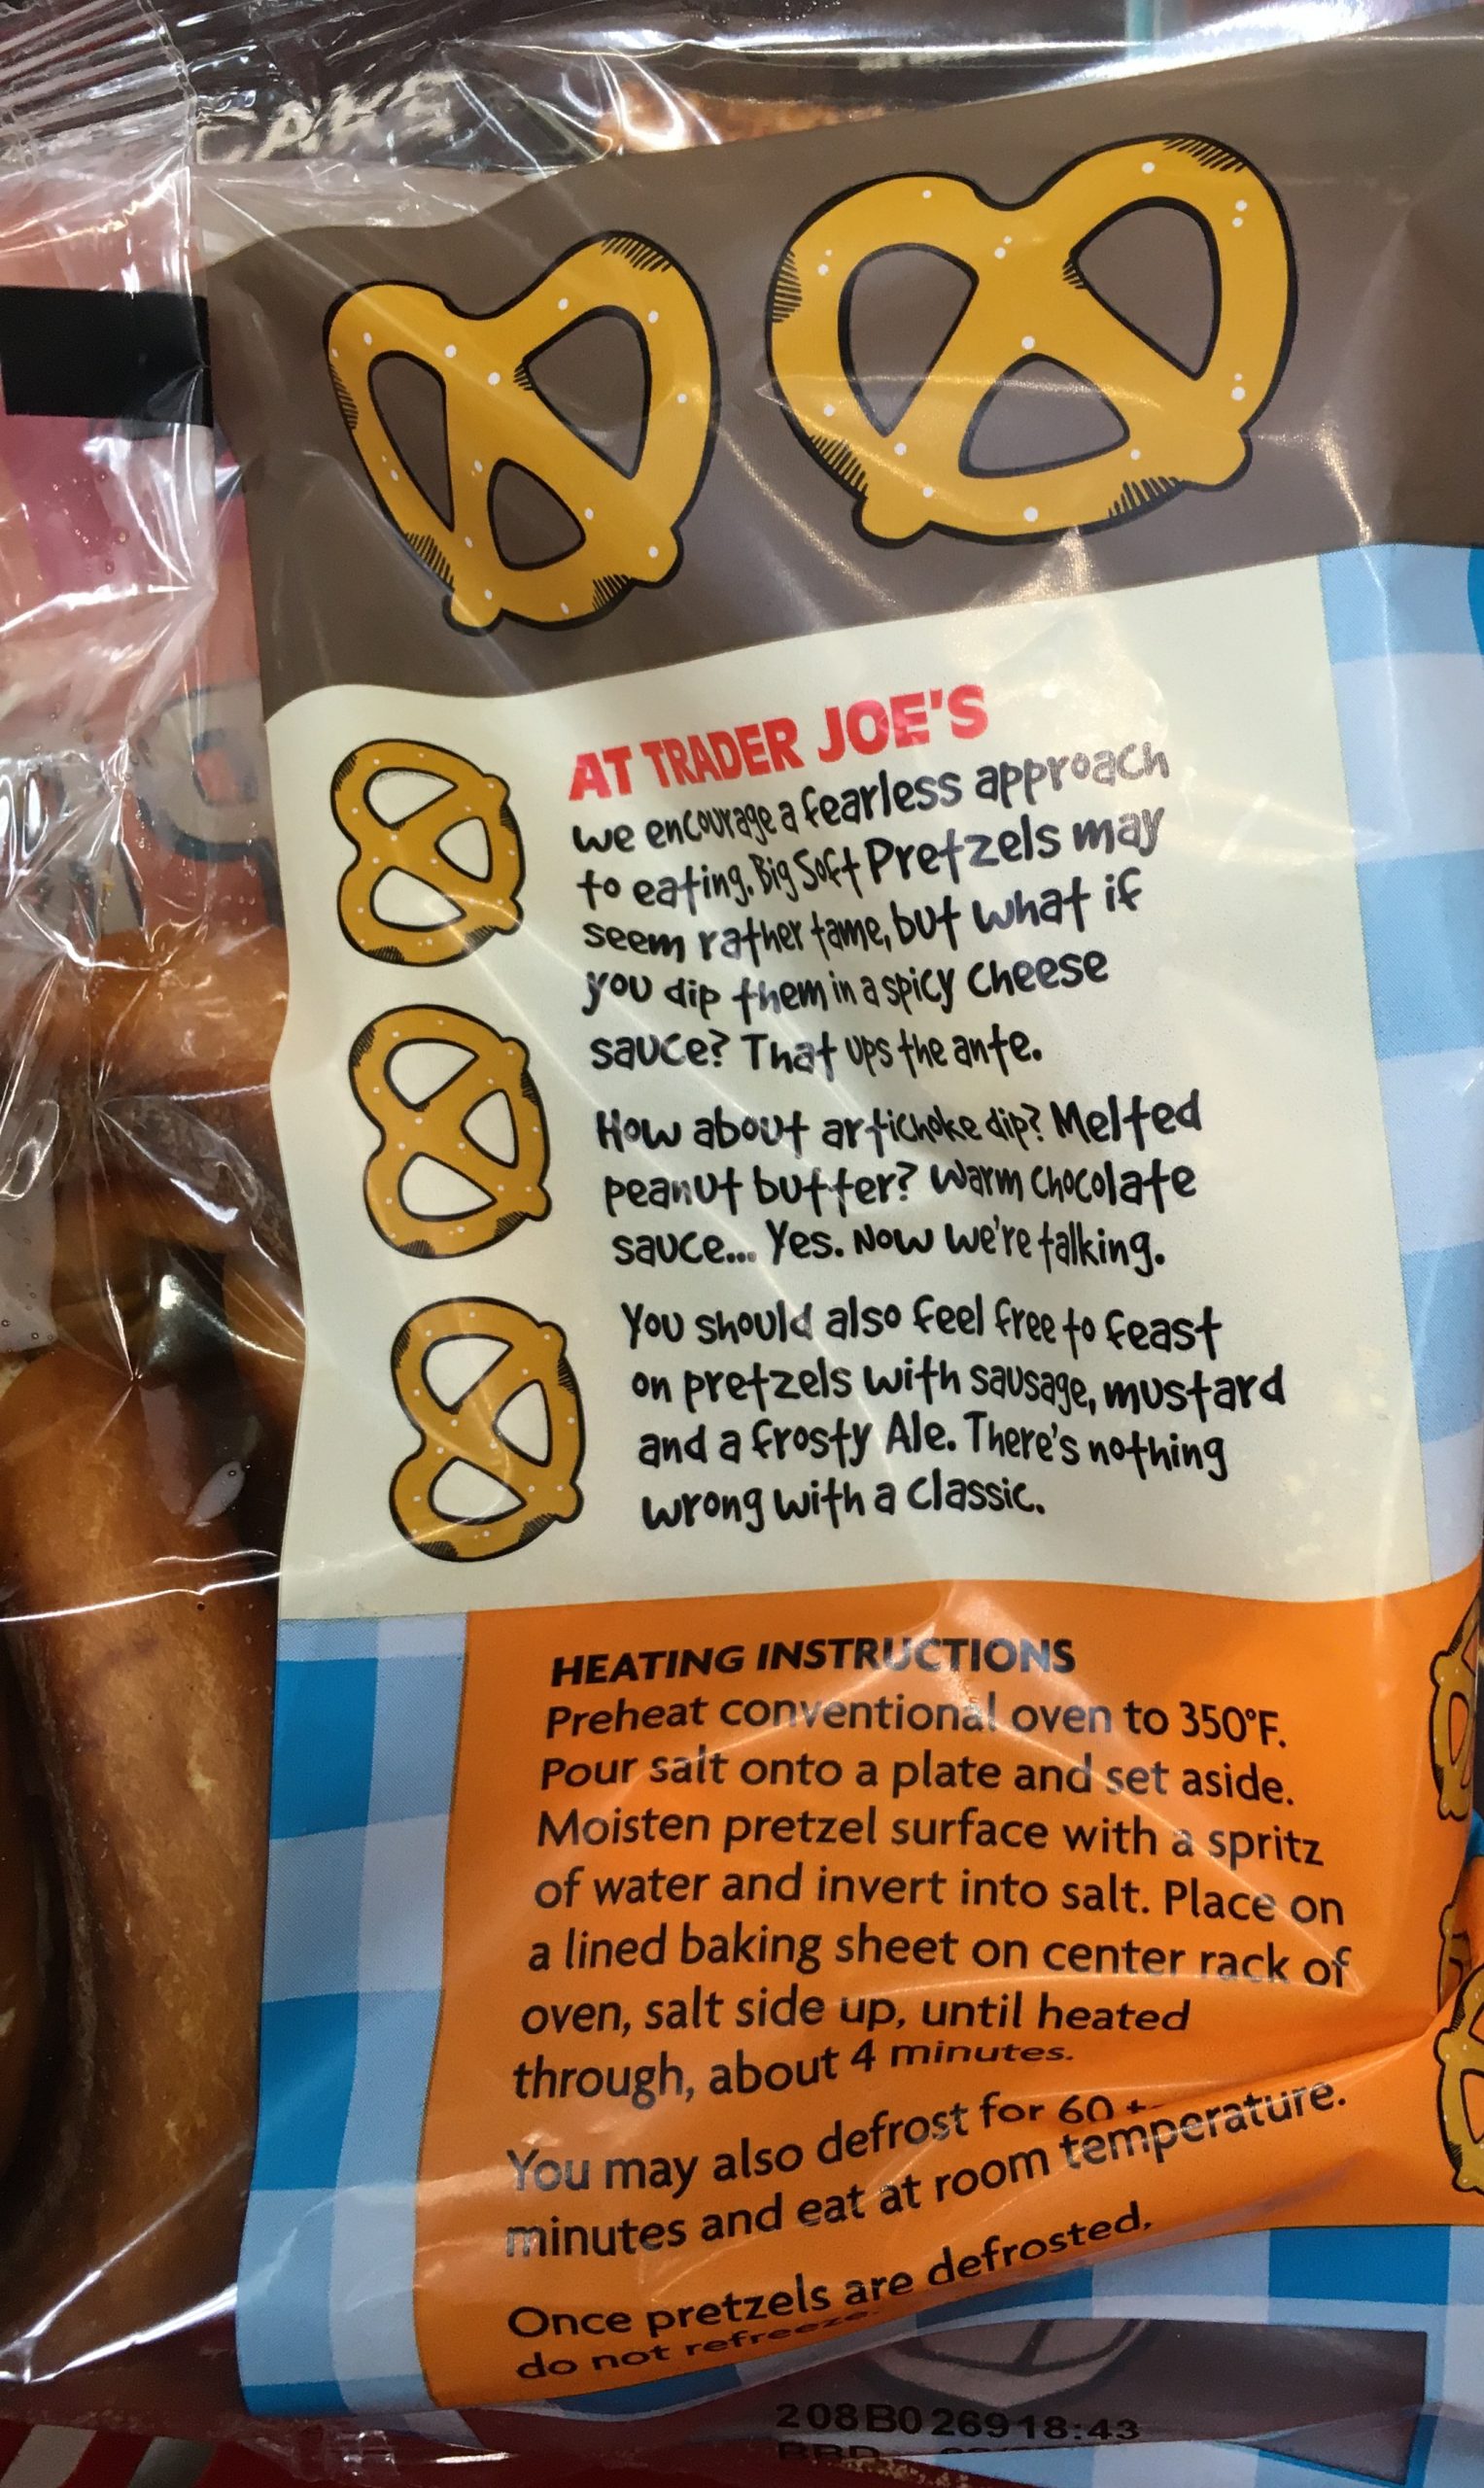 CAKE
AT TRADER JOE'S
we encourage a fearless approach
to eating. Big Soft Pretzels may
seem rather tame, but what if
you dip them in a spicy cheese
sauce? That ups the ante.
How about artichoke dip? Melted
peanut butter? Warm chocolate
sauce... Yes. Now we're talking.
You should also feel free to feast
on pretzels with sausage, mustard
and a frosty Ale. There's nothing
wrong with a classic.
HEATING INSTRUCTIONS
Preheat conventional oven to 350°F.
Pour salt onto a plate and set aside.
Moisten pretzel surface with a spritz
of water and invert into salt. Place on
a lined baking sheet on center rack of
oven, salt side up, until heated
through, about 4 minutes.
You may also defrost for 60
minutes and eat at room temperature.
Once pretzels are defrosted,
do not refreeze.
208B0 26918:43